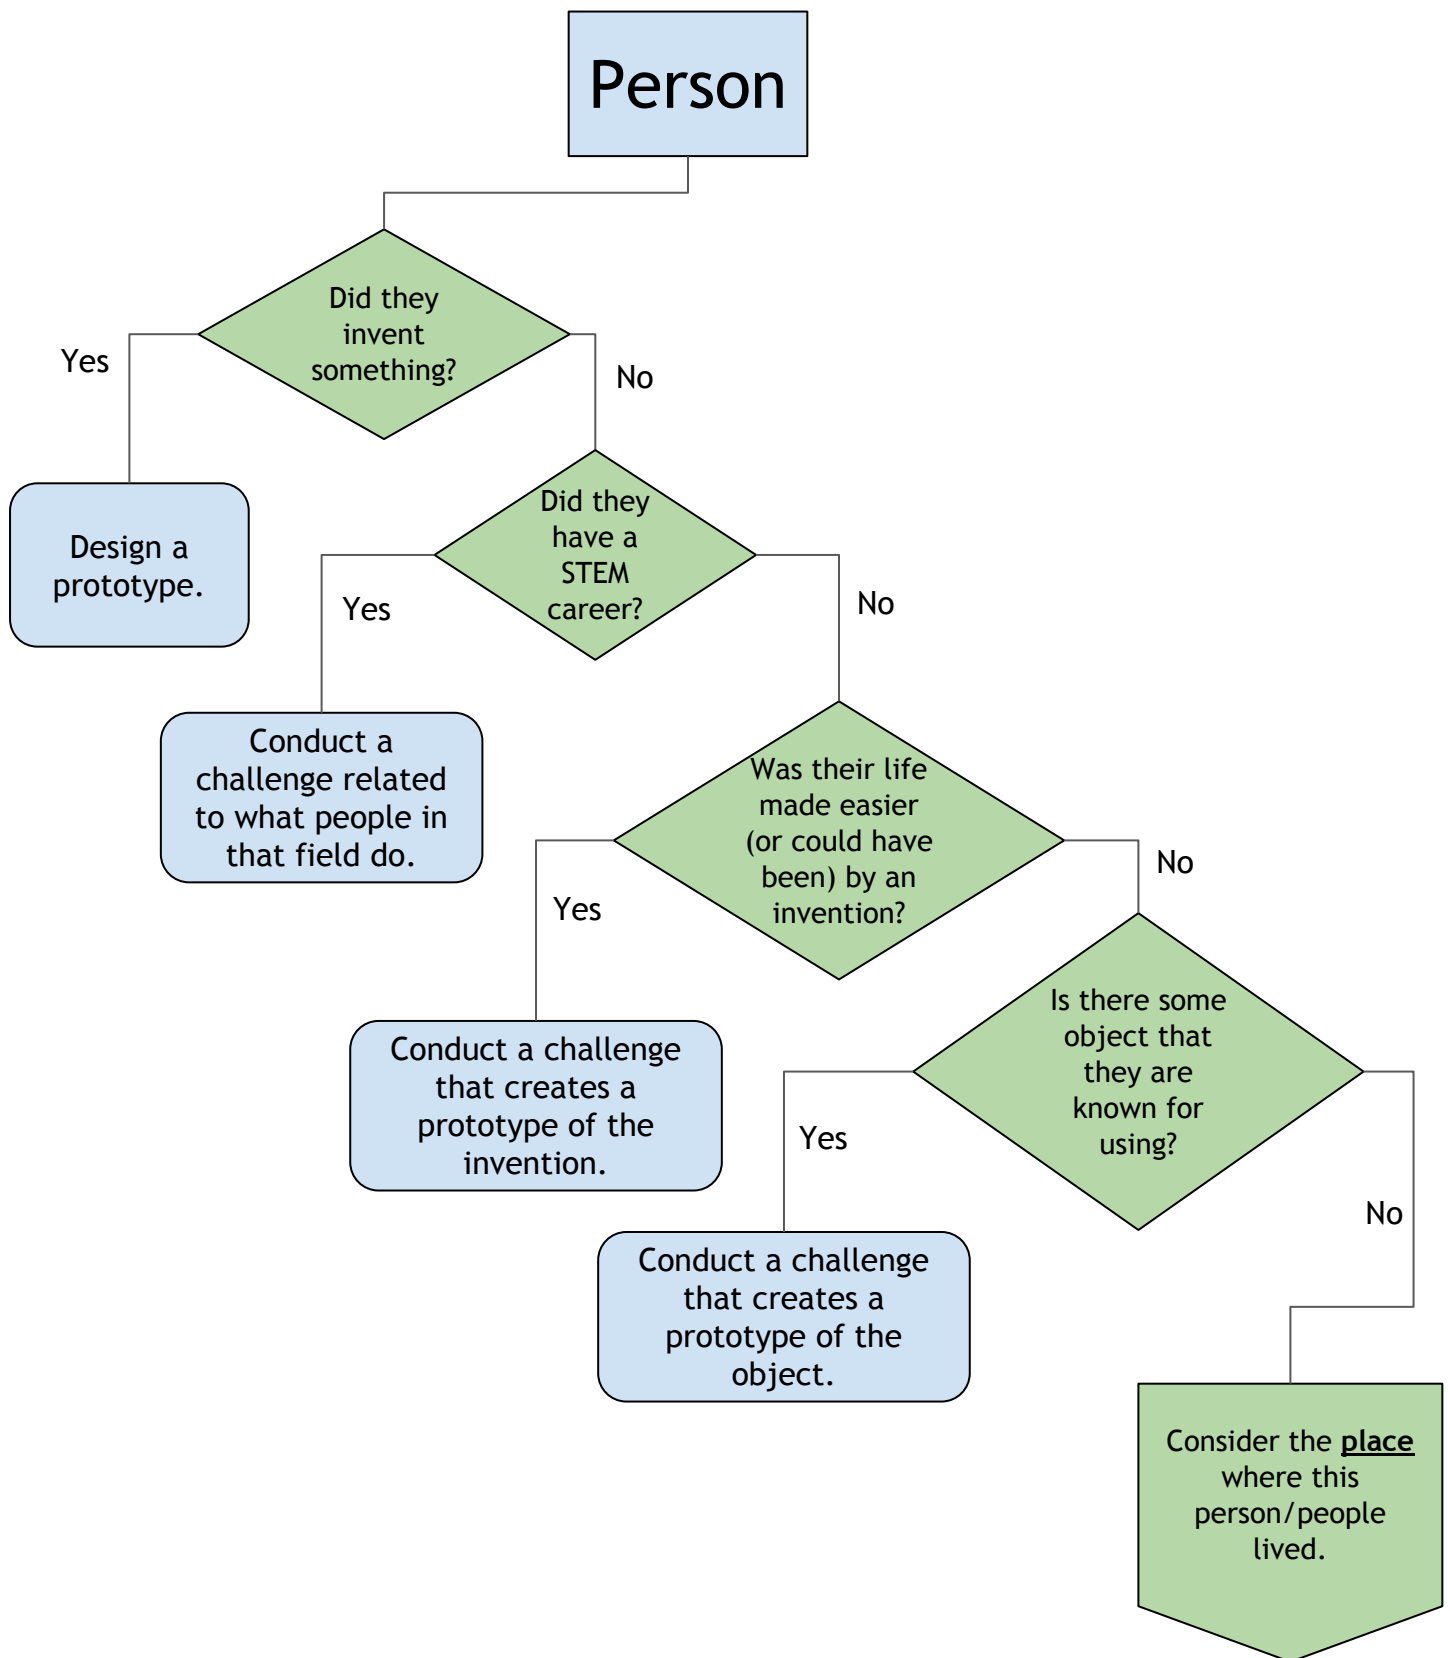 Person
Did they
invent
something?
Yes
No
Design a
prototype.
Did they
have a
STEM
career?
Yes
No
Conduct a
challenge related
to what people in
that field do.
Was their life
made easier
(or could have
been) by an
invention?
Yes
No
Conduct a challenge
that creates a
prototype of the
invention.
Is there some
object that
they are
known for
using?
Yes
No
Conduct a challenge
that creates a
prototype of the
object.
Consider the place
where this
person/people
lived.